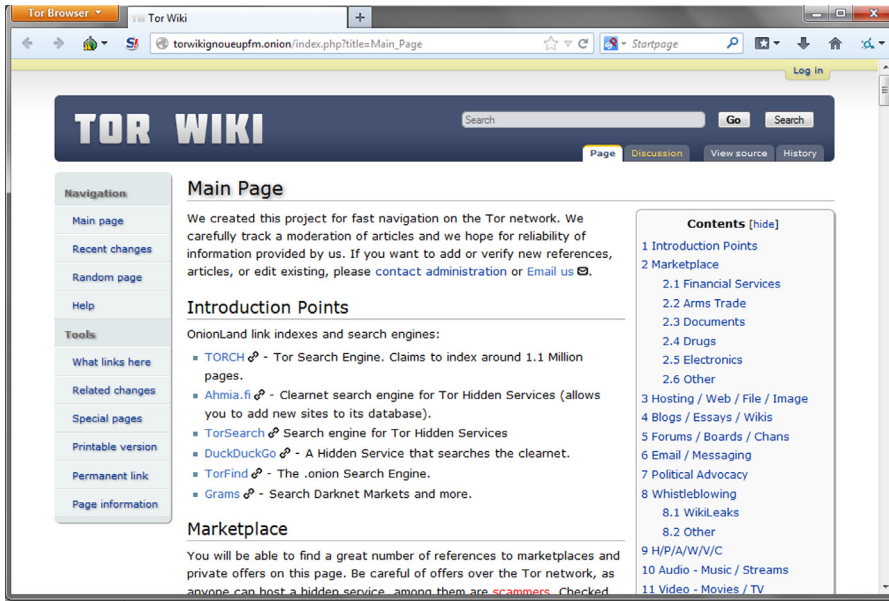 Tor Browser
Tor Wiki
torwikignoueupfm.onion/index.php?title=Main_Page
Startpage
Log in
TOR WIKI
Search
Go
Search
Page
Discussion
View source
History
Navigation
Main page
Recent changes
Random page
Help
Tools
What links here
Related changes
Special pages
Printable version
Permanent link
Page information
Main Page
We created this project for fast navigation on the Tor network. We
carefully track a moderation of articles and we hope for reliability of
information provided by us. If you want to add or verify new references,
articles, or edit existing, please contact administration or Email us.
Introduction Points
OnionLand link indexes and search engines:
TORCH - Tor Search Engine. Claims to index around 1.1 Million
pages.
Ahmia.fi - Clearnet search engine for Tor Hidden Services (allows
you to add new sites to its database).
TorSearch Search engine for Tor Hidden Services
DuckDuckGo - A Hidden Service that searches the clearnet.
TorFind - The .onion Search Engine.
Grams - Search Darknet Markets and more.
Marketplace
You will be able to find a great number of references to marketplaces and
private offers on this page. Be careful of offers over the Tor network, as
anyone can host a hidden service, among them are scammers. Checked
Contents [hide]
1 Introduction Points
2 Marketplace
2.1 Financial Services
2.2 Arms Trade
2.3 Documents
2.4 Drugs
2.5 Electronics
2.6 Other
3 Hosting / Web / File / Image
4 Blogs / Essays / Wikis
5 Forums / Boards / Chans
6 Email / Messaging
7 Political Advocacy
8 Whistleblowing
8.1 WikiLeaks
8.2 Other
9 H/P/A/W/V/C
10 Audio - Music / Streams
11 Video - Movies / TV